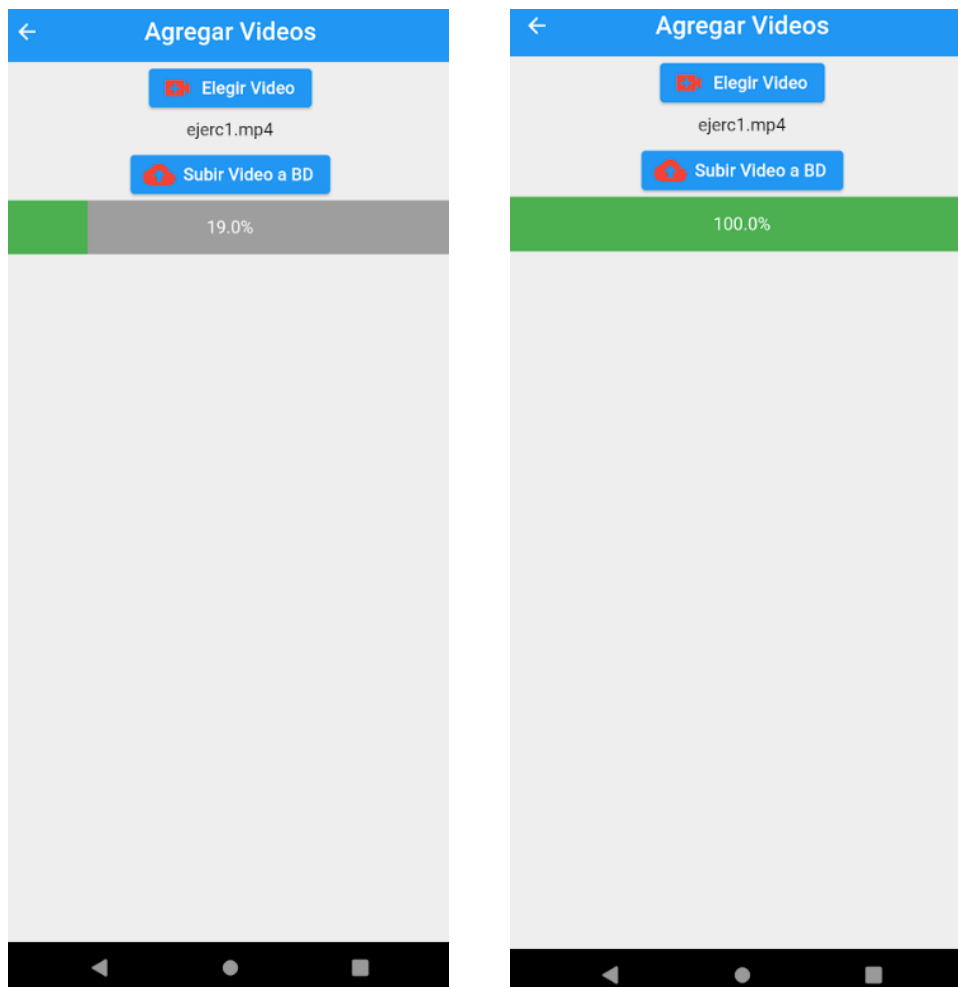 Agregar Videos
Elegir Video
ejerc1.mp4
Subir Video a BD
19.0%
Agregar Videos
Elegir Video
ejerc1.mp4
Subir Video a BD
100.0%